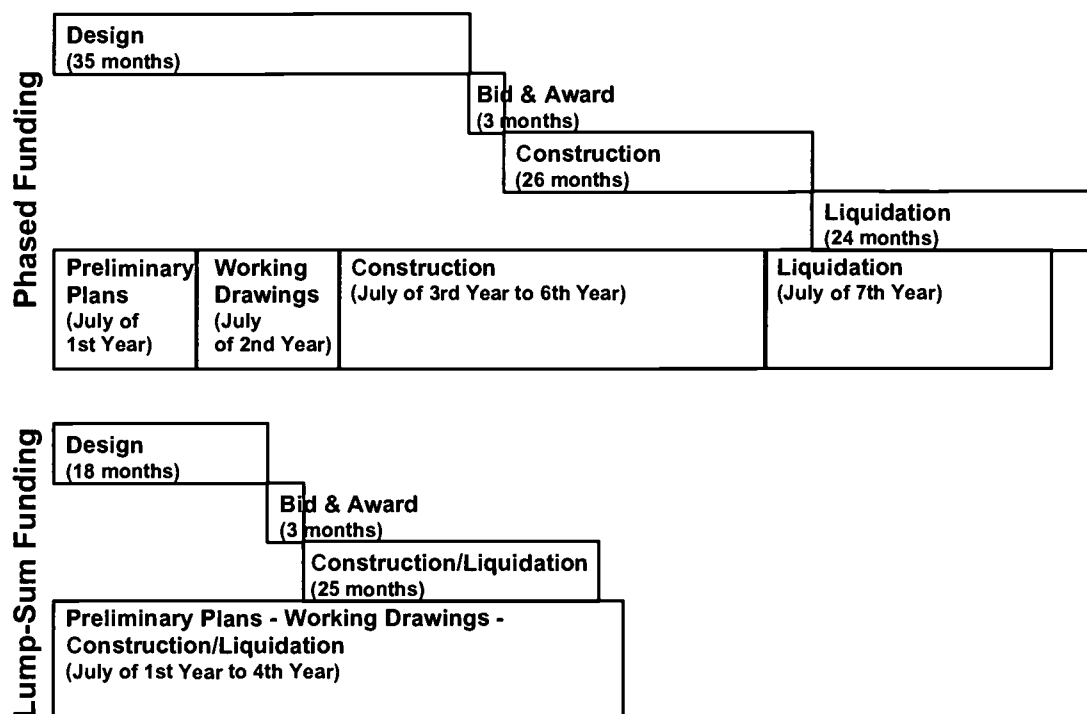 Phased Funding
Design
(35 months)
Bid & Award
(3 months)
Construction
(26 months)
Liquidation
(24 months)
Preliminary
Plans
(July of
1st Year)
Working
Drawings
(July
of 2nd Year)
Construction
(July of 3rd Year to 6th Year)
Liquidation
(July of 7th Year)
Lump-Sum Funding
Design
(18 months)
Bid & Award
(3 months)
Construction/Liquidation
(25 months)
Preliminary Plans - Working Drawings -
Construction/Liquidation
(July of 1st Year to 4th Year)